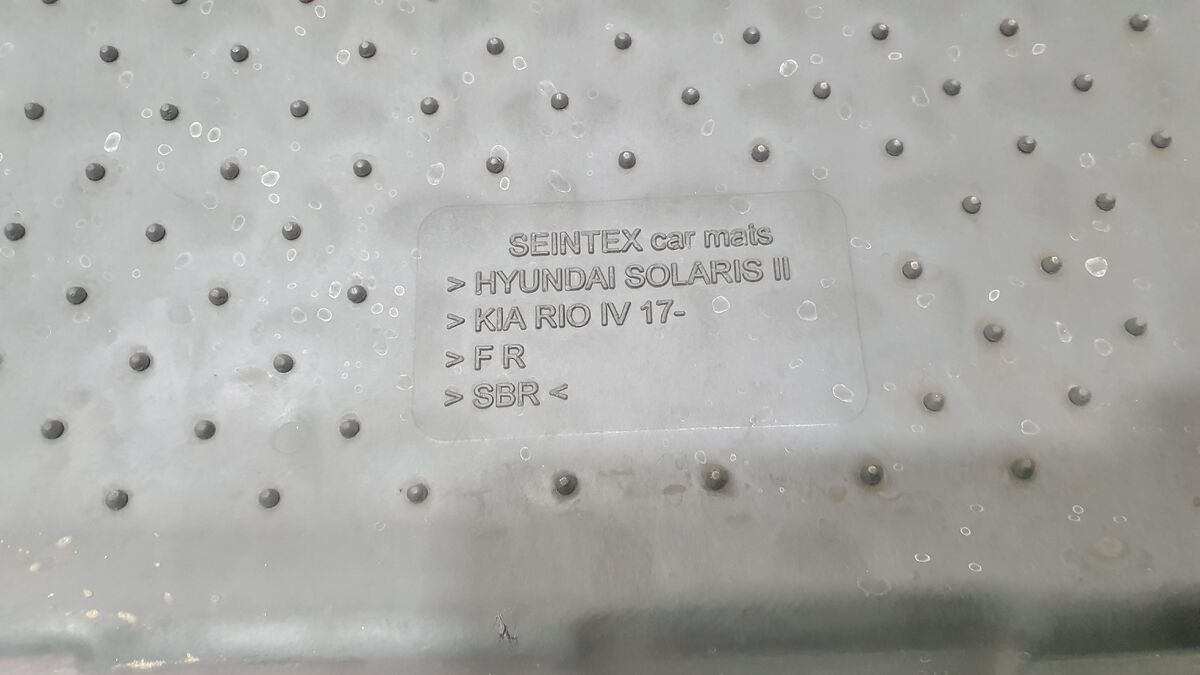 SEINTEX car mats
> HYUNDAI SOLARIS II
> KIA RIO IV 17-
> F R
> SBR <